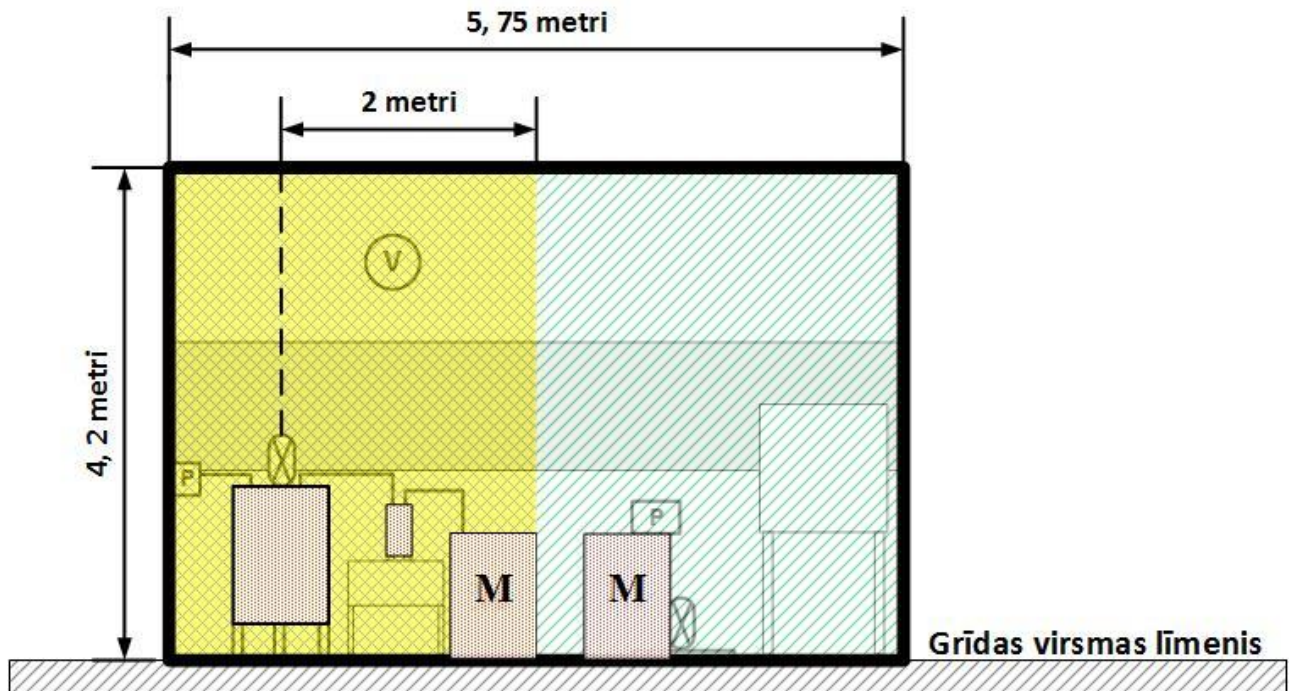 5, 75 metri
2 metri
V
4, 2 metri
P
P
M
M
Grīdas virsmas līmenis